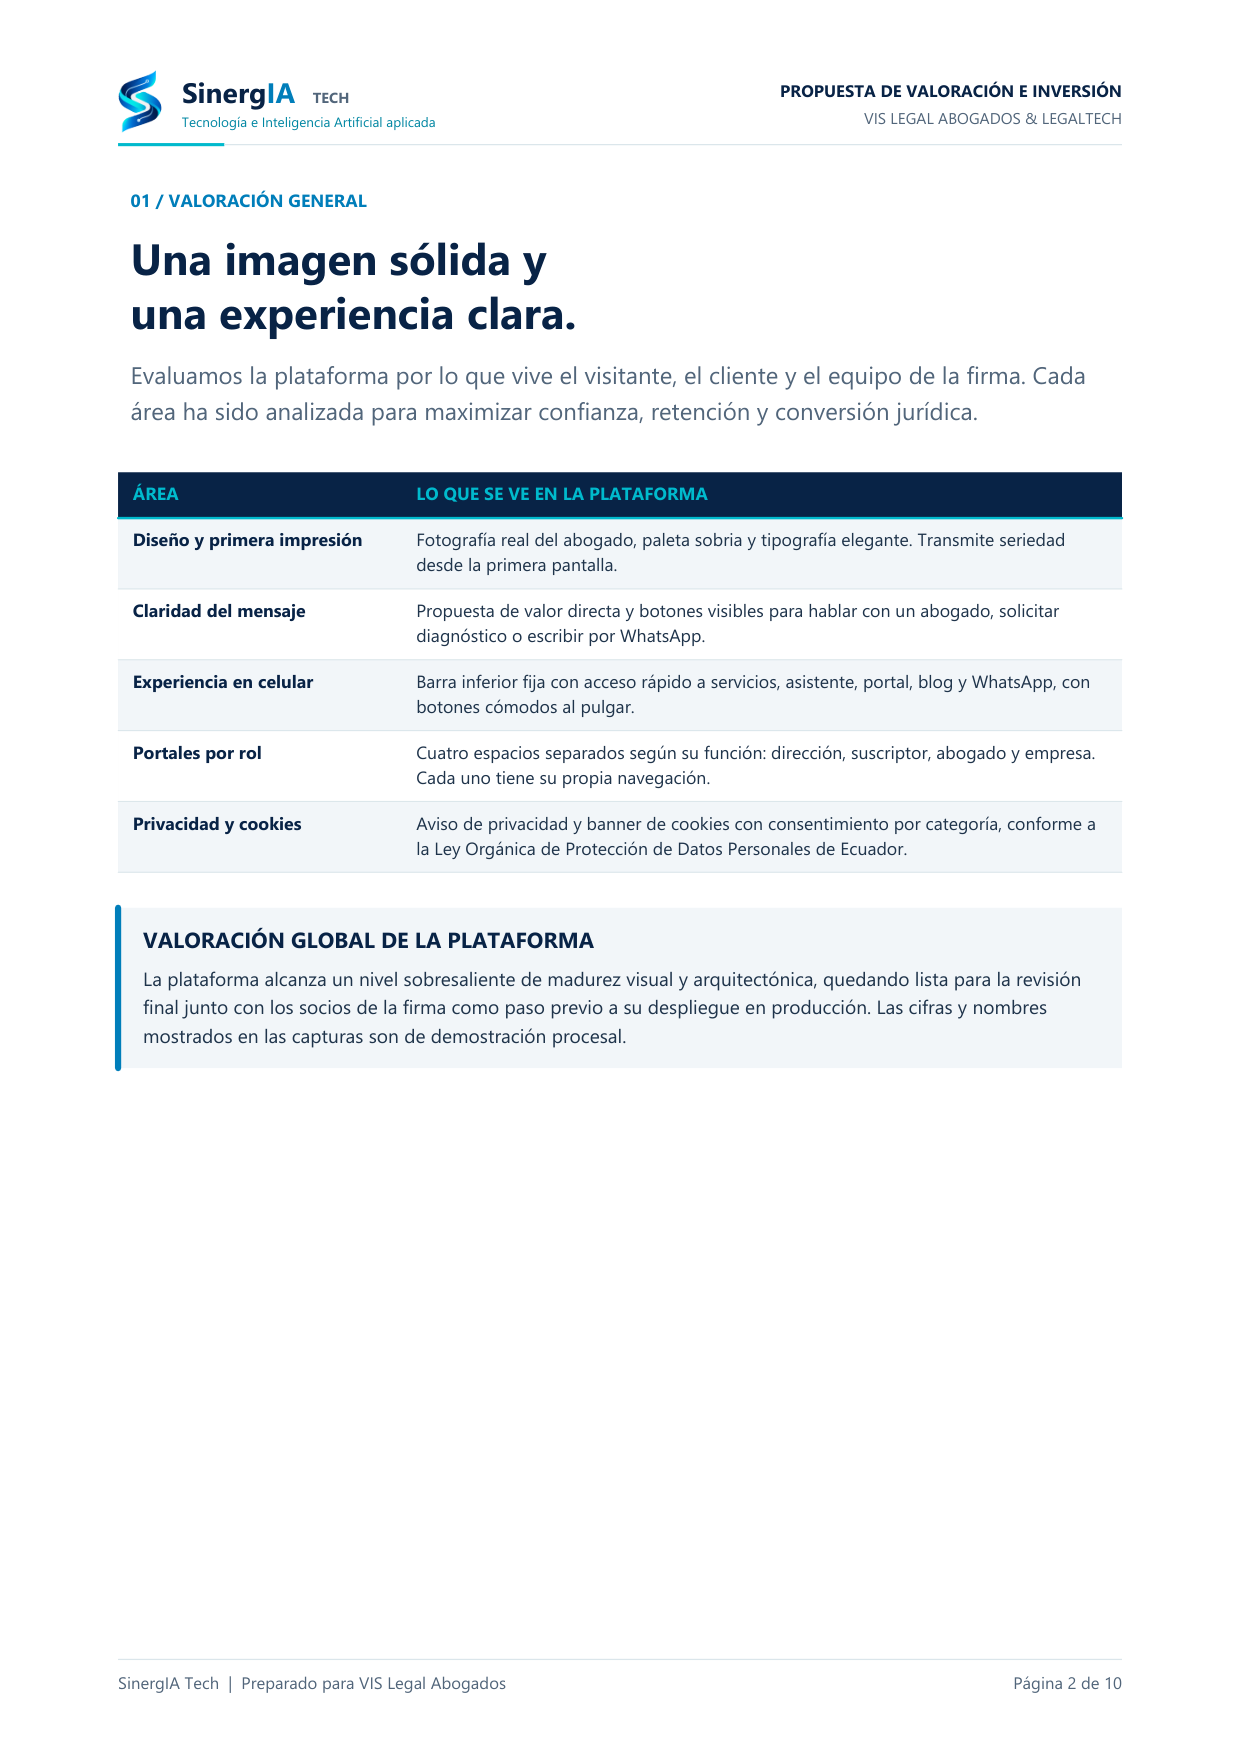 SinergIA TECH
Tecnología e Inteligencia Artificial aplicada
PROPUESTA DE VALORACIÓN E INVERSIÓN
VIS LEGAL ABOGADOS & LEGALTECH
01 / VALORACIÓN GENERAL
Una imagen sólida y
una experiencia clara.
Evaluamos la plataforma por lo que vive el visitante, el cliente y el equipo de la firma. Cada
área ha sido analizada para maximizar confianza, retención y conversión jurídica.
ÁREA LO QUE SE VE EN LA PLATAFORMA
Diseño y primera impresión Fotografía real del abogado, paleta sobria y tipografía elegante. Transmite seriedad
desde la primera pantalla.
Claridad del mensaje Propuesta de valor directa y botones visibles para hablar con un abogado, solicitar
diagnóstico o escribir por WhatsApp.
Experiencia en celular Barra inferior fija con acceso rápido a servicios, asistente, portal, blog y WhatsApp, con
botones cómodos al pulgar.
Portales por rol Cuatro espacios separados según su función: dirección, suscriptor, abogado y empresa.
Cada uno tiene su propia navegación.
Privacidad y cookies Aviso de privacidad y banner de cookies con consentimiento por categoría, conforme a
la Ley Orgánica de Protección de Datos Personales de Ecuador.
VALORACIÓN GLOBAL DE LA PLATAFORMA
La plataforma alcanza un nivel sobresaliente de madurez visual y arquitectónica, quedando lista para la revisión
final junto con los socios de la firma como paso previo a su despliegue en producción. Las cifras y nombres
mostrados en las capturas son de demostración procesal.
SinergIA Tech | Preparado para VIS Legal Abogados
Página 2 de 10